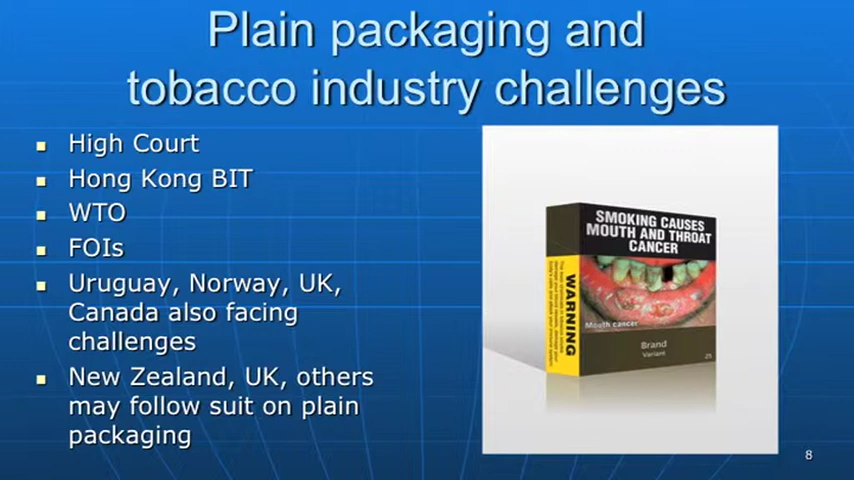 Plain packaging and
tobacco industry challenges
High Court
Hong Kong BIT
WTO
FOIs
Uruguay, Norway, UK,
Canada also facing
challenges
New Zealand, UK, others
may follow suit on plain
packaging
SMOKING CAUSES
MOUTH AND THROAT
CANCER
WARNING
Mouth cancer
Brand
Variant
25
8